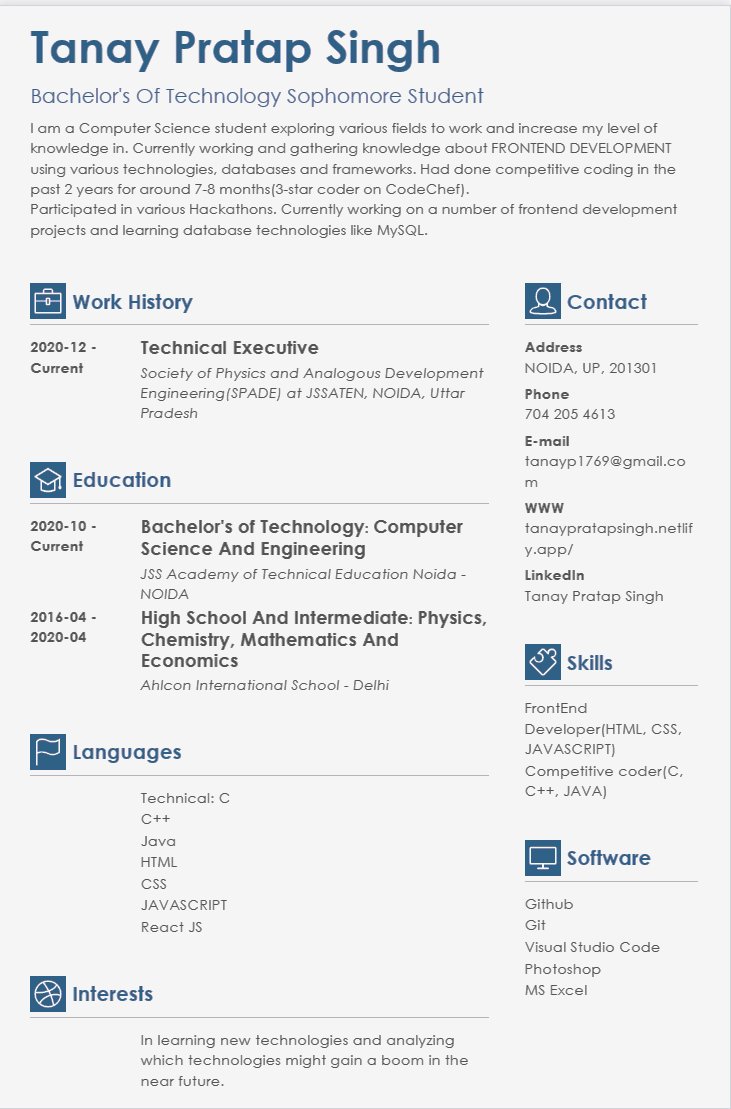 Tanay Pratap Singh
Bachelor's Of Technology Sophomore Student
I am a Computer Science student exploring various fields to work and increase my level of
knowledge in. Currently working and gathering knowledge about FRONTEND DEVELOPMENT
using various technologies, databases and frameworks. Had done competitive coding in the
past 2 years for around 7-8 months(3-star coder on CodeChef).
Participated in various Hackathons. Currently working on a number of frontend development
projects and learning database technologies like MySQL.
Work History
2020-12 -
Current
Technical Executive
Society of Physics and Analogous Development
Engineering(SPADE) at JSSATEN, NOIDA, Uttar
Pradesh
Education
2020-10 -
Current
Bachelor's of Technology: Computer
Science And Engineering
JSS Academy of Technical Education Noida -
NOIDA
2016-04 -
2020-04
High School And Intermediate: Physics,
Chemistry, Mathematics And
Economics
Ahlcon International School - Delhi
Languages
Technical: C
C++
Java
HTML
CSS
JAVASCRIPT
React JS
Interests
In learning new technologies and analyzing
which technologies might gain a boom in the
near future.
Contact
Address
NOIDA, UP, 201301
Phone
704 205 4613
E-mail
tanayp1769@gmail.co
m
WWW
tanaypratapsingh.netlif
y.app/
LinkedIn
Tanay Pratap Singh
Skills
FrontEnd
Developer(HTML, CSS,
JAVASCRIPT)
Competitive coder(C,
C++, JAVA)
Software
Github
Git
Visual Studio Code
Photoshop
MS Excel